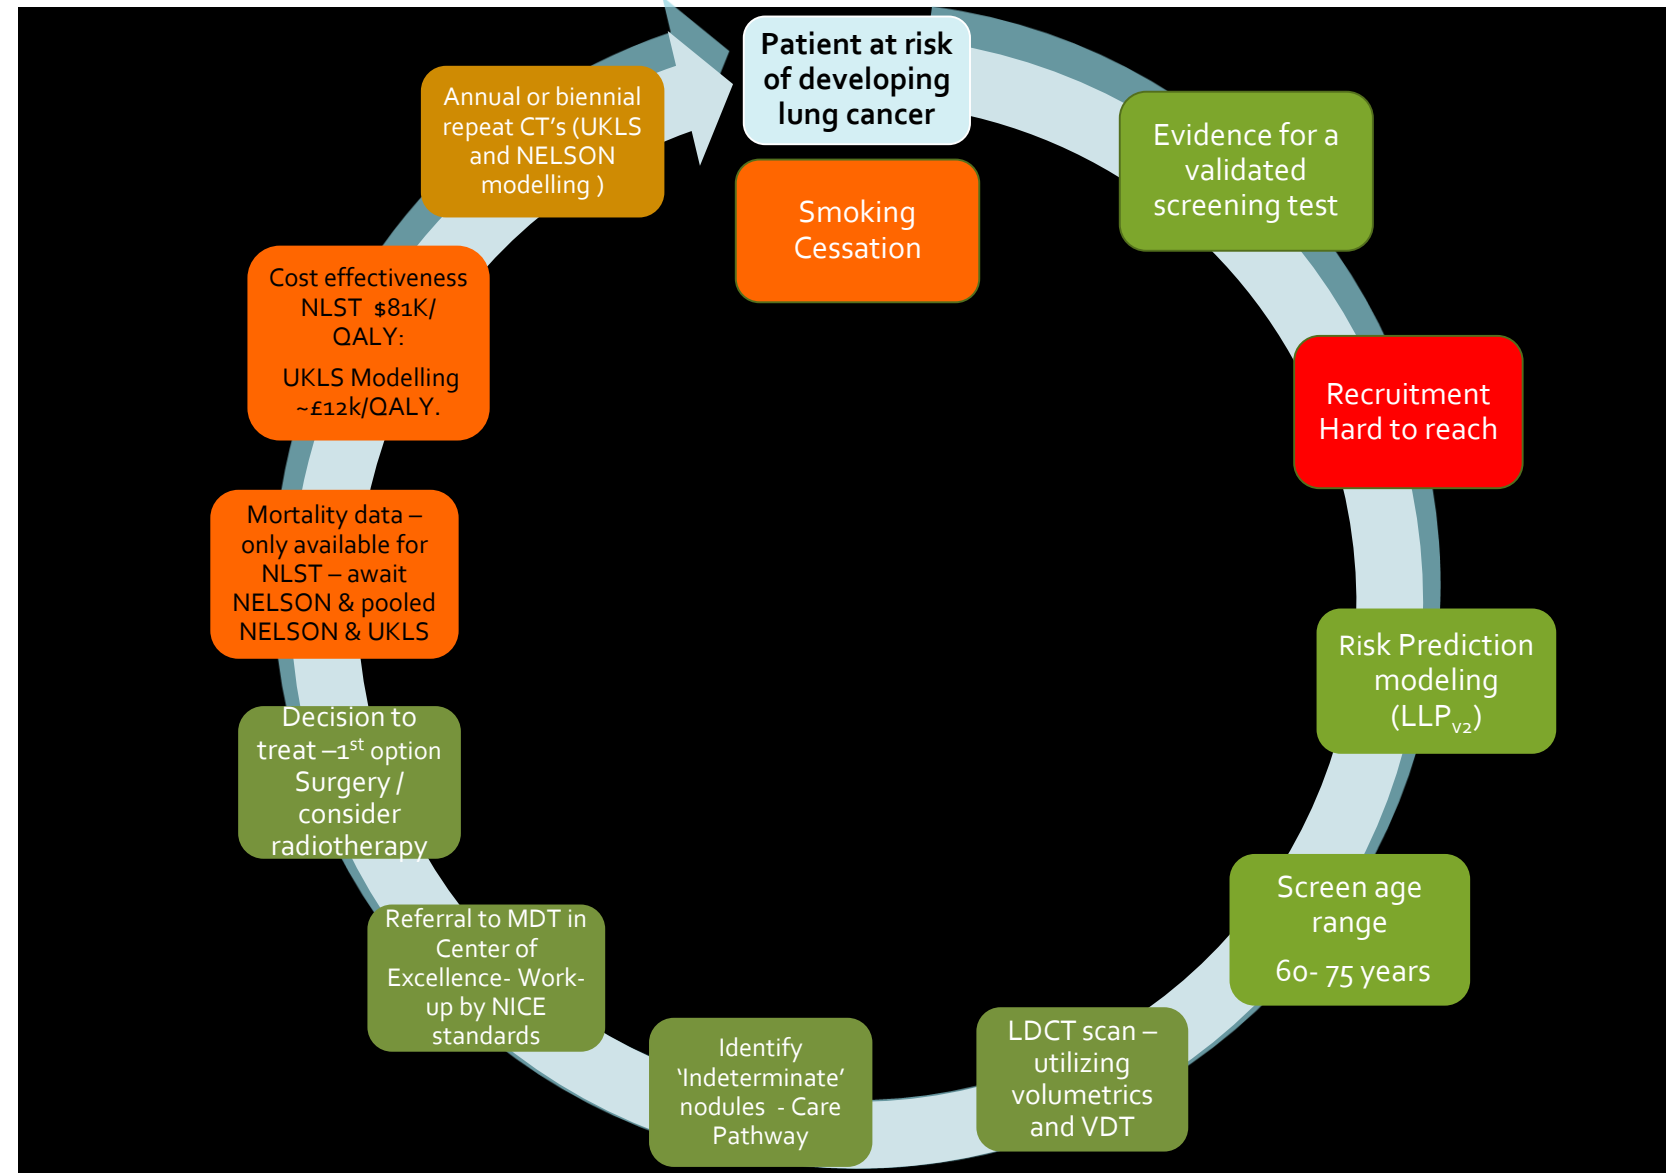 Patient at risk
of developing
lung cancer
Smoking
Cessation
Evidence for a
validated
screening test
Recruitment
Hard to reach
Risk Prediction
modeling
(LLPv2)
Screen age
range
60- 75 years
LDCT scan –
utilizing
volumetrics
and VDT
Identify
‘Indeterminate’
nodules - Care
Pathway
Referral to MDT in
Center of
Excellence- Work-
up by NICE
standards
Decision to
treat –1st option
Surgery /
consider
radiotherapy
Mortality data –
only available for
NLST – await
NELSON & pooled
NELSON & UKLS
Cost effectiveness
NLST $81K/
QALY:
UKLS Modelling
~£12k/QALY.
Annual or biennial
repeat CT’s (UKLS
and NELSON
modelling )